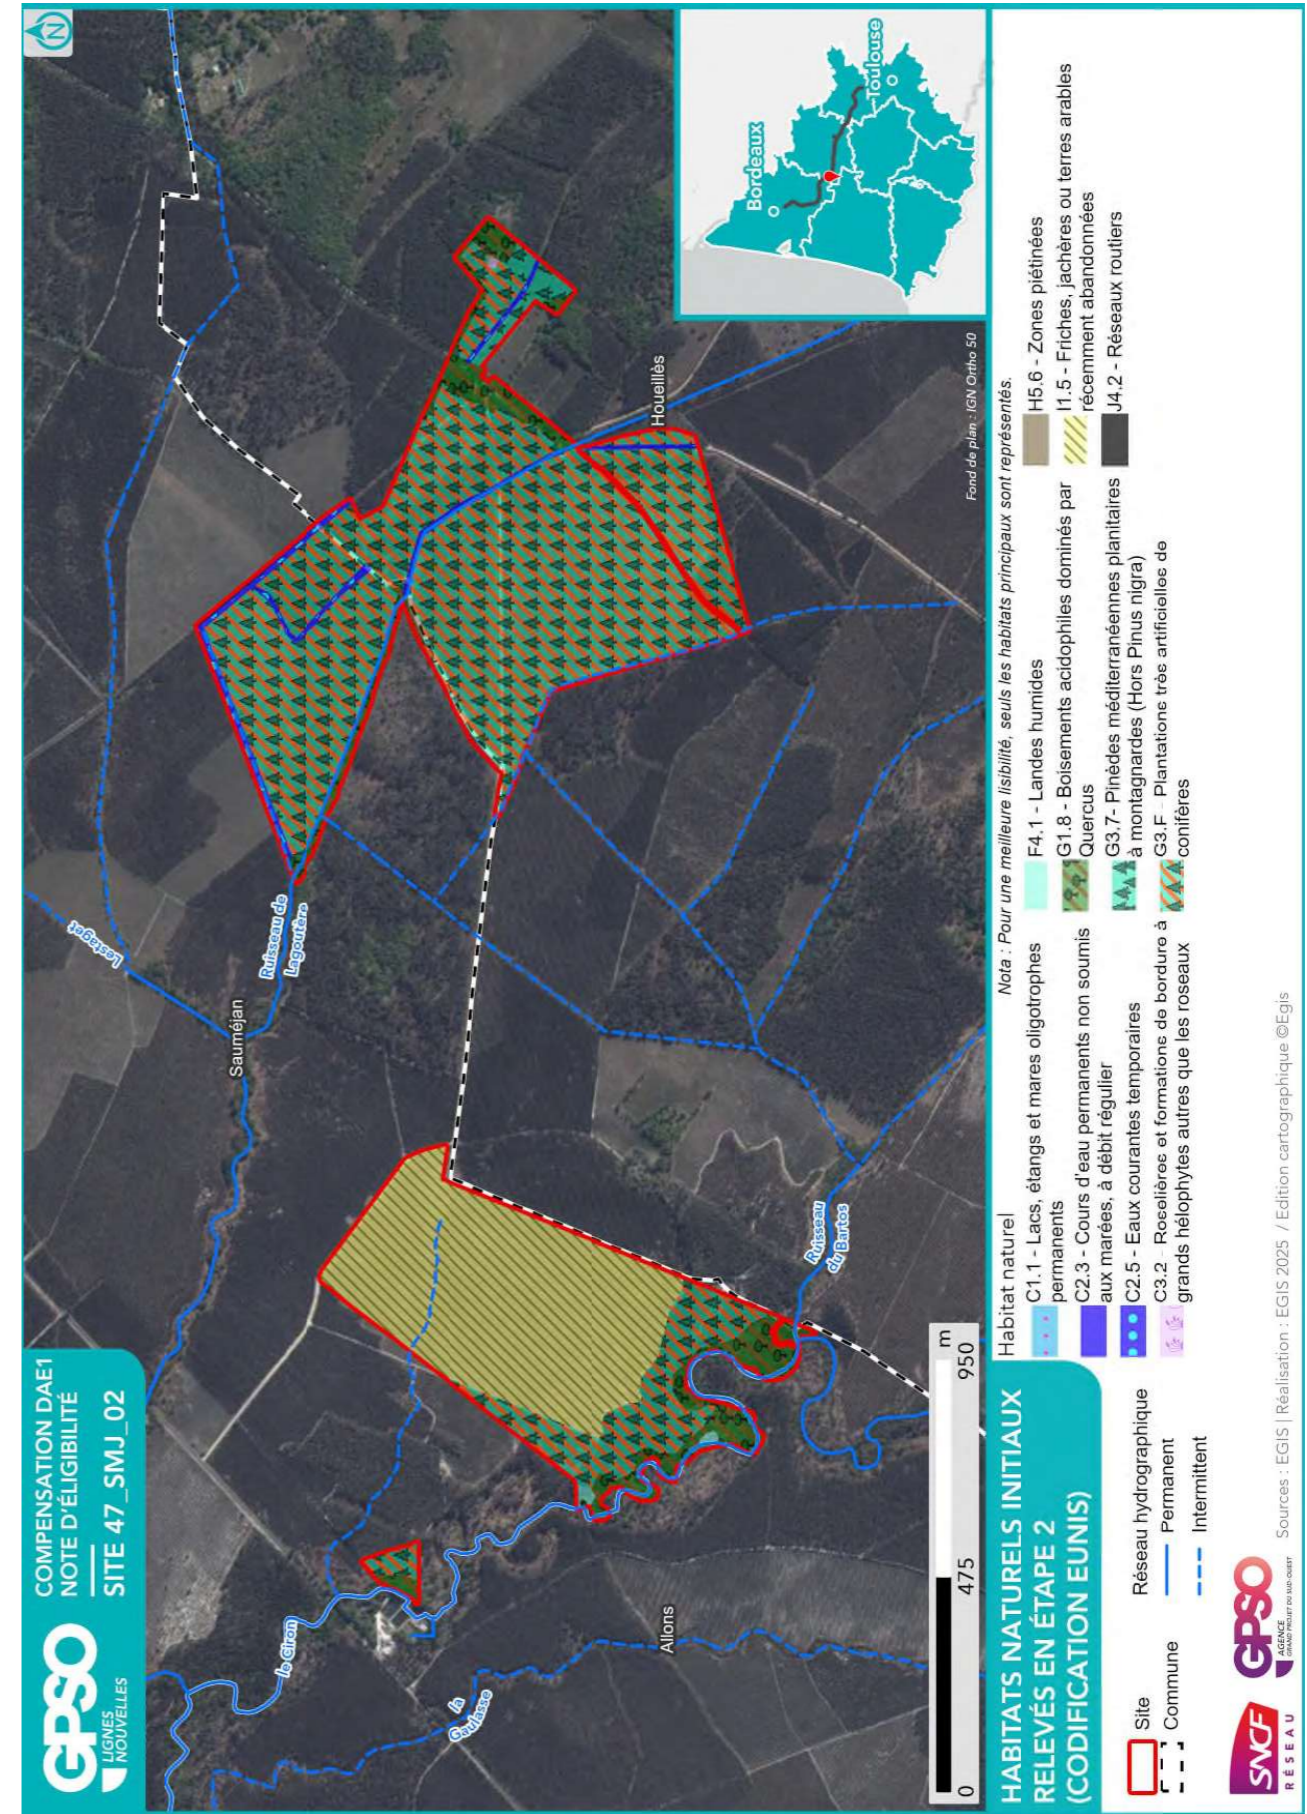 GPSO
LIGNES
NOUVELLES
COMPENSATION DAE1
NOTE D'ÉLIGIBILITÉ
SITE 47_SMJ_02
N
Lestaget
Sauméjan
Ruisseau de
Lagoutère
Houeillès
le Ciron
la
Gaulasse
Allons
Ruisseau
du Bartos
0
475
950
m
Bordeaux
Toulouse
Fond de plan : IGN Ortho 50
HABITATS NATURELS INITIAUX
RELEVÉS EN ÉTAPE 2
(CODIFICATION EUNIS)
Site
Commune
Réseau hydrographique
Permanent
Intermittent
Habitat naturel
Nota : Pour une meilleure lisibilité, seuls les habitats principaux sont représentés.
C1.1 - Lacs, étangs et mares oligotrophes
permanents
C2.3 - Cours d'eau permanents non soumis
aux marées, à débit régulier
C2.5 - Eaux courantes temporaires
C3.2 - Roselières et formations de bordure à
grands hélophytes autres que les roseaux
F4.1 - Landes humides
G1.8 - Boisements acidophiles dominés par
Quercus
G3.7- Pinèdes méditerranéennes planitaires
à montagnardes (Hors Pinus nigra)
G3.F - Plantations très artificielles de
conifères
H5.6 - Zones piétinées
I1.5 - Friches, jachères ou terres arables
récemment abandonnées
J4.2 - Réseaux routiers
SNCF
RÉSEAU
GPSO
AGENCE
GRAND PROJET DU SUD-OUEST
Sources : EGIS | Réalisation : EGIS 2025 / Edition cartographique ©Egis